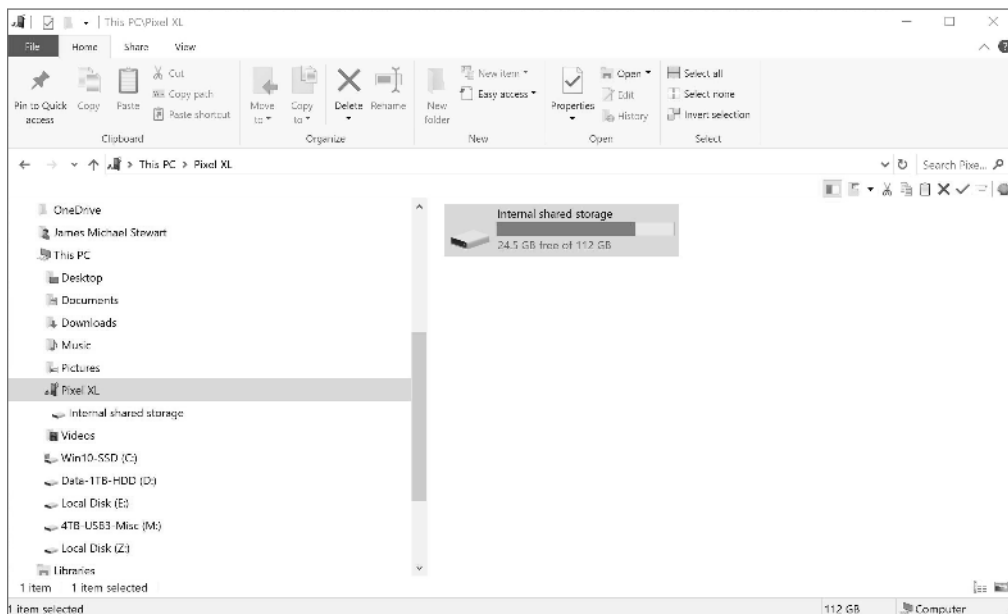 This PC\Pixel XL
File Home Share View
Pin to Quick access
Copy
Paste
Cut
Copy path
Paste shortcut
Clipboard
Move to
Copy to
Delete
Rename
Organize
New folder
New item
Easy access
New
Properties
Open
Edit
History
Open
Select all
Select none
Invert selection
Select
This PC > Pixel XL
Search Pixe...
OneDrive
James Michael Stewart
This PC
Desktop
Documents
Downloads
Music
Pictures
Pixel XL
Internal shared storage
Videos
Win10-SSD (C:)
Data-1TB-HDD (D:)
Local Disk (E:)
4TB-USB3-Misc (M:)
Local Disk (Z:)
Libraries
Internal shared storage
24.5 GB free of 112 GB
1 item 1 item selected
1 item selected
112 GB
Computer